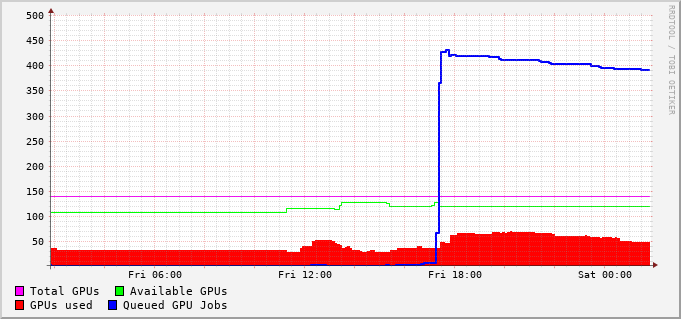 500
450
400
350
300
250
200
150
100
50
Fri 06:00 Fri 12:00 Fri 18:00 Sat 00:00
Total GPUs Available GPUs
GPUs used Queued GPU Jobs
RRDTOOL / TOBI OETIKER